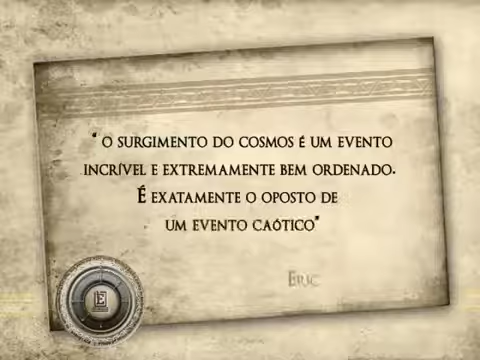 " O SURGIMENTO DO COSMOS É UM EVENTO
INCRÍVEL E EXTREMAMENTE BEM ORDENADO.
É EXATAMENTE O OPOSTO DE
UM EVENTO CAÓTICO"
ERIC
E